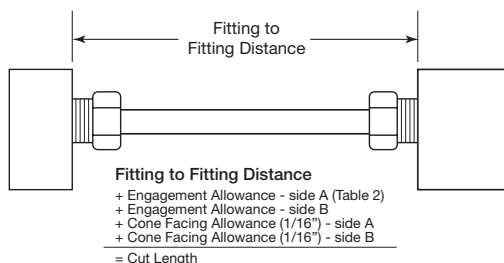 Fitting to
Fitting Distance
Fitting to Fitting Distance
+ Engagement Allowance - side A (Table 2)
+ Engagement Allowance - side B
+ Cone Facing Allowance (1/16") - side A
+ Cone Facing Allowance (1/16") - side B
= Cut Length